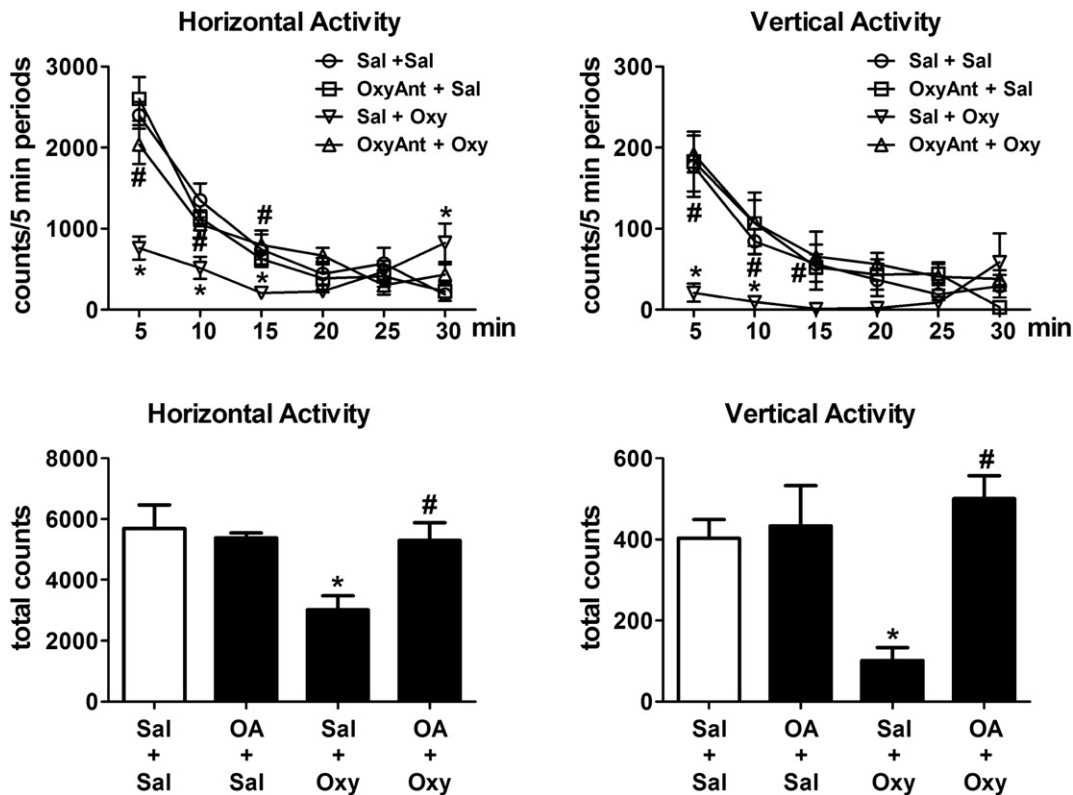 Horizontal Activity
counts/5 min periods
3000
2000
1000
0
Sal +Sal
OxyAnt + Sal
Sal + Oxy
OxyAnt + Oxy
#
#
#
*
*
*
*
5 10 15 20 25 30 min
Vertical Activity
counts/5 min periods
300
200
100
0
Sal + Sal
OxyAnt + Sal
Sal + Oxy
OxyAnt + Oxy
#
#
#
*
*
5 10 15 20 25 30 min
Horizontal Activity
total counts
8000
6000
4000
2000
0
*
#
Sal OA Sal OA
+ + + +
Sal Sal Oxy Oxy
Vertical Activity
total counts
600
400
200
0
*
#
Sal OA Sal OA
+ + + +
Sal Sal Oxy Oxy